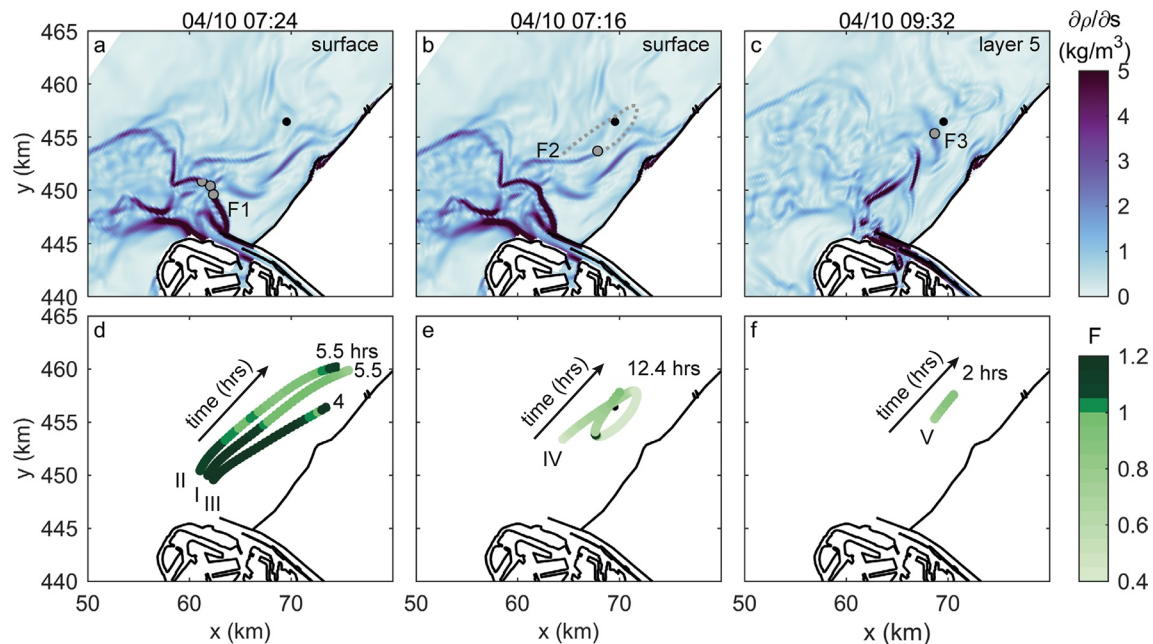 04/10 07:24
04/10 07:16
04/10 09:32
∂ρ/∂s
(kg/m³)
a
surface
b
surface
c
layer 5
465
460
455
450
445
440
y (km)
F1
F2
F3
5
4
3
2
1
0
d
e
f
465
460
455
450
445
440
y (km)
time (hrs)
5.5 hrs
5.5
4
II
I
III
time (hrs)
12.4 hrs
IV
time (hrs)
2 hrs
V
F
1.2
1
0.8
0.6
0.4
50 60 70
50 60 70
50 60 70
x (km)
x (km)
x (km)